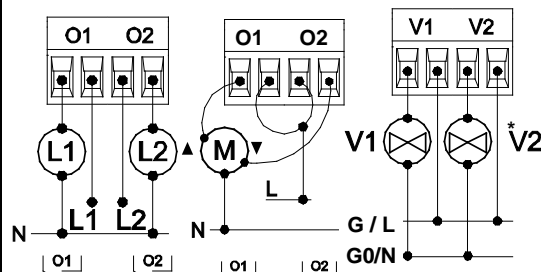 O1 O2
O1 O2
V1 V2
L1
L2 ▲
M ▼
V1
* V2
L1 L2
L
N
N
G / L
G0/N
O1 O2
O1 O2